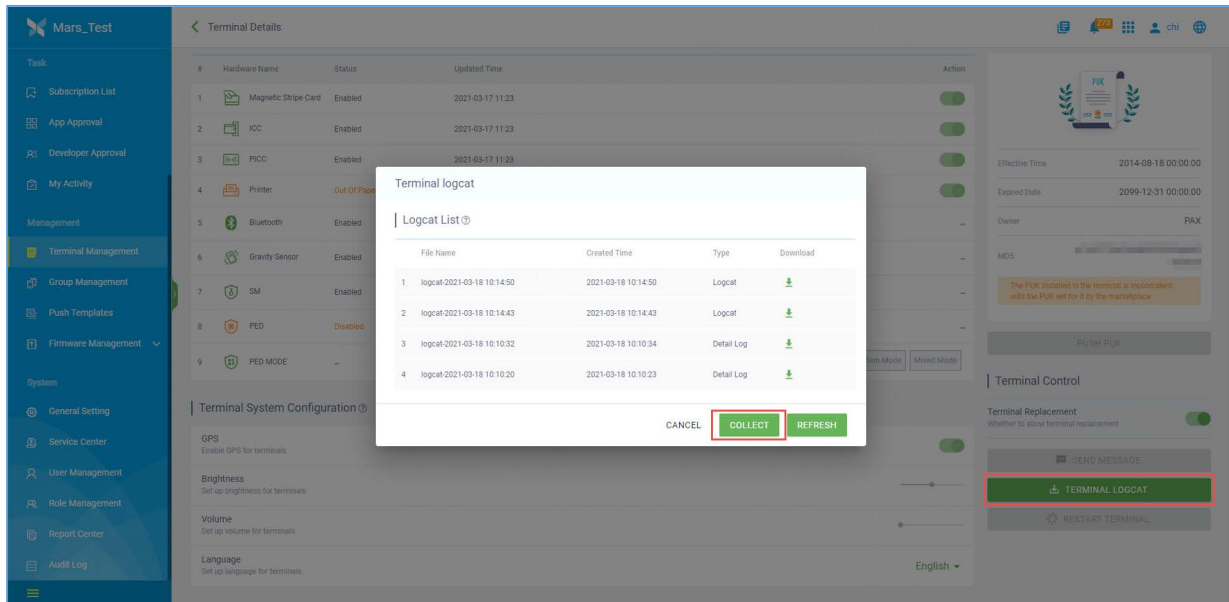 Mars_Test
Terminal Details
273
chi
Task
Subscription List
App Approval
Developer Approval
My Activity
Management
Terminal Management
Group Management
Push Templates
Firmware Management
System
General Setting
Service Center
User Management
Role Management
Report Center
Audit Log
# Hardware Name Status Updated Time Action
1 Magnetic Stripe Card Enabled 2021-03-17 11:23
2 ICC Enabled 2021-03-17 11:23
3 PICC Enabled 2021-03-17 11:23
4 Printer Out Of Pape
5 Bluetooth Enabled –
6 Gravity Sensor Enabled –
7 SM Enabled –
8 PED Disabled –
9 PED MODE – Mixed Mode
Terminal logcat
Logcat List
File Name Created Time Type Download
1 logcat-2021-03-18 10:14:50 2021-03-18 10:14:50 Logcat
2 logcat-2021-03-18 10:14:43 2021-03-18 10:14:43 Logcat
3 logcat-2021-03-18 10:10:32 2021-03-18 10:10:34 Detail Log
4 logcat-2021-03-18 10:10:20 2021-03-18 10:10:23 Detail Log
CANCEL COLLECT REFRESH
Terminal System Configuration
GPS
Enable GPS for terminals
Brightness
Set up brightness for terminals
Volume
Set up volume for terminals
Language
Set up language for terminals
English
PUK
Effective Time 2014-08-18 00:00:00
Expired Date 2099-12-31 00:00:00
Owner PAX
MD5
The PUK installed in the terminal is inconsistent
with the PUK set for it by the marketplace
PUSH PUK
Terminal Control
Terminal Replacement
Whether to allow terminal replacement
SEND MESSAGE
TERMINAL LOGCAT
RESTART TERMINAL